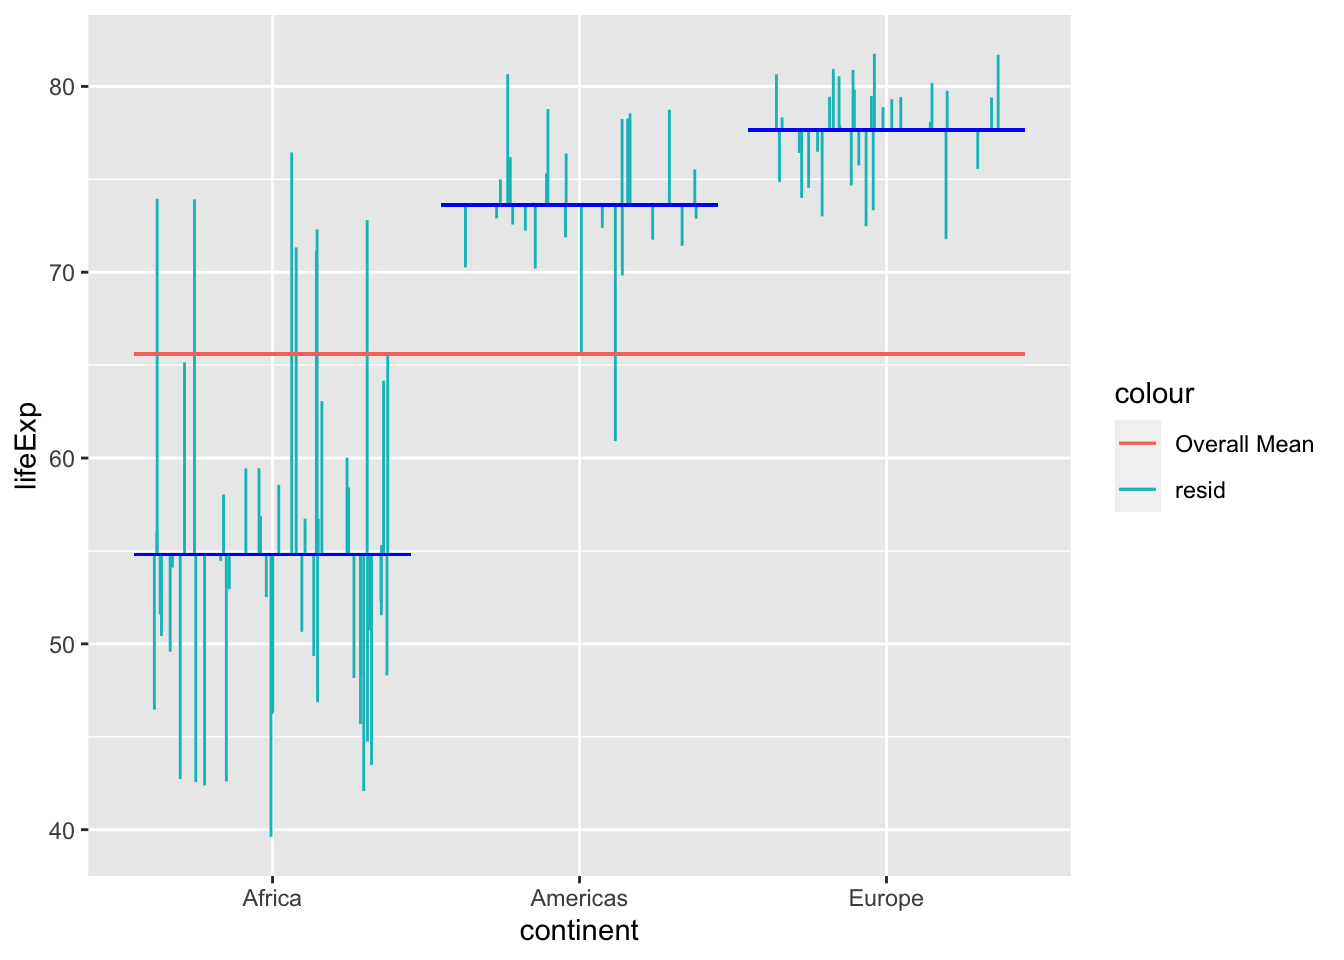 80
70
60
50
40
lifeExp
Africa
Americas
Europe
continent
colour
Overall Mean
resid